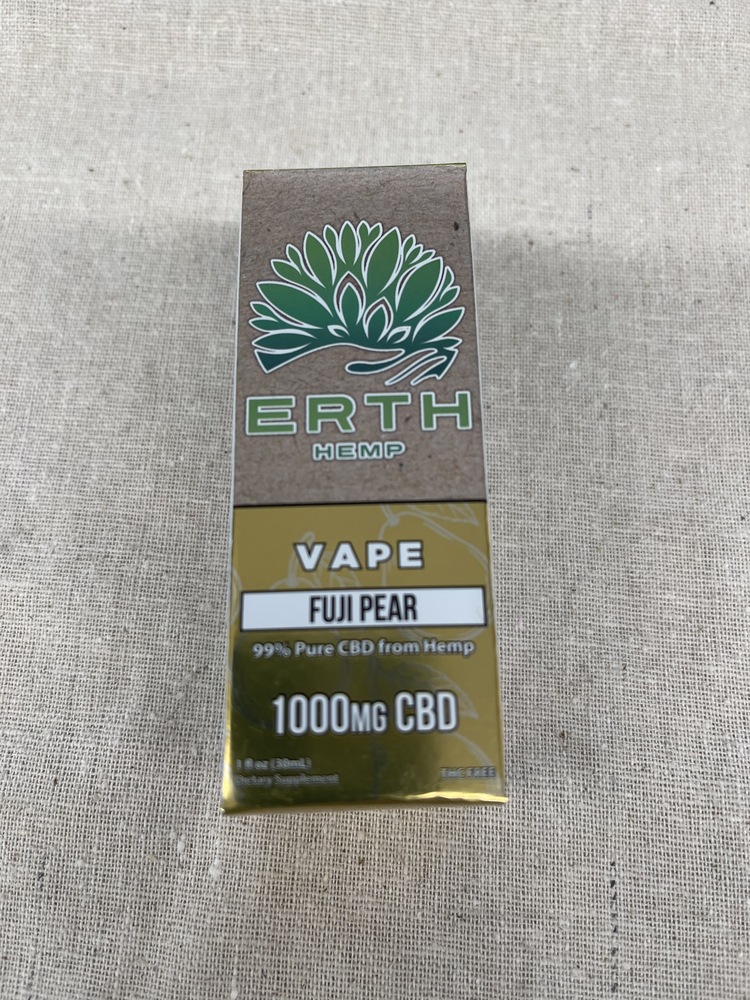 ERTH
HEMP
VAPE
FUJI PEAR
99% Pure CBD from Hemp
1000MG CBD
1 fl oz (30mL)
Dietary Supplement
THC FREE